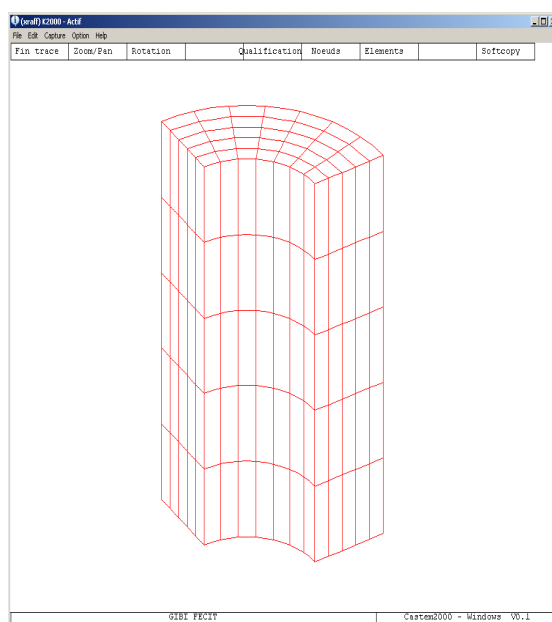 (xraff) K2000 - Actif
File Edit Capture Option Help
Fin trace Zoom/Pan Rotation Qualification Noeuds Elements Softcopy
GIBI FECIT Castem2000 - Windows V0.1